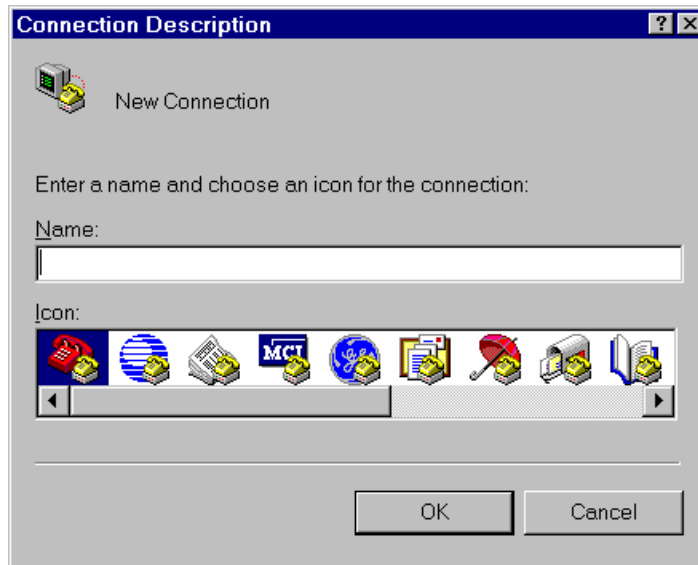 Connection Description
New Connection
Enter a name and choose an icon for the connection:
Name:
Icon:
MCI
OK
Cancel